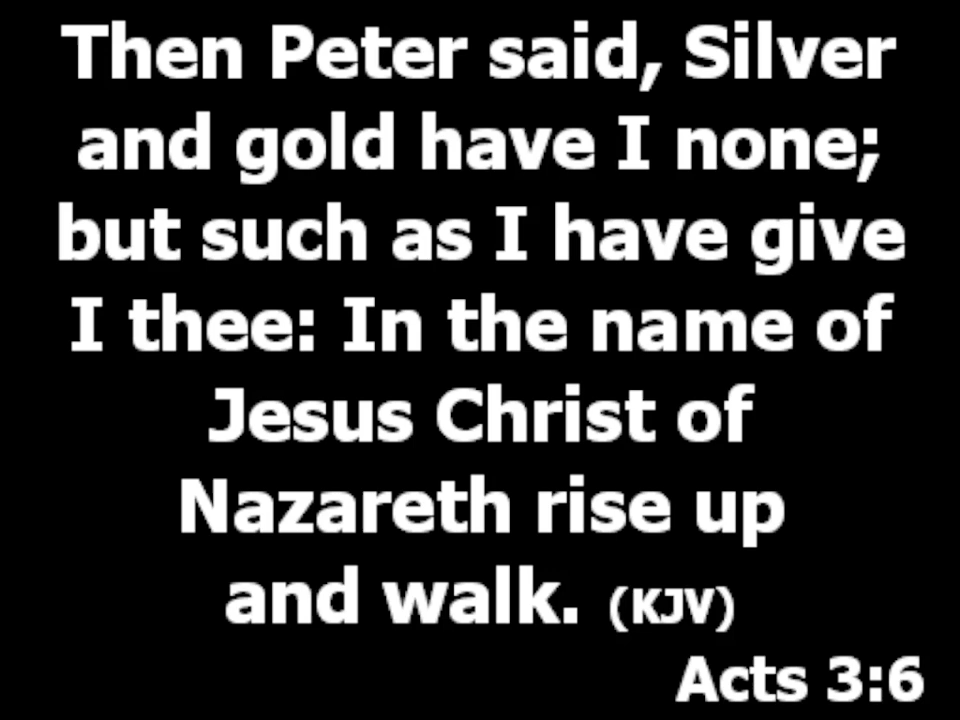 Then Peter said, Silver
and gold have I none;
but such as I have give
I thee: In the name of
Jesus Christ of
Nazareth rise up
and walk. (KJV)
Acts 3:6